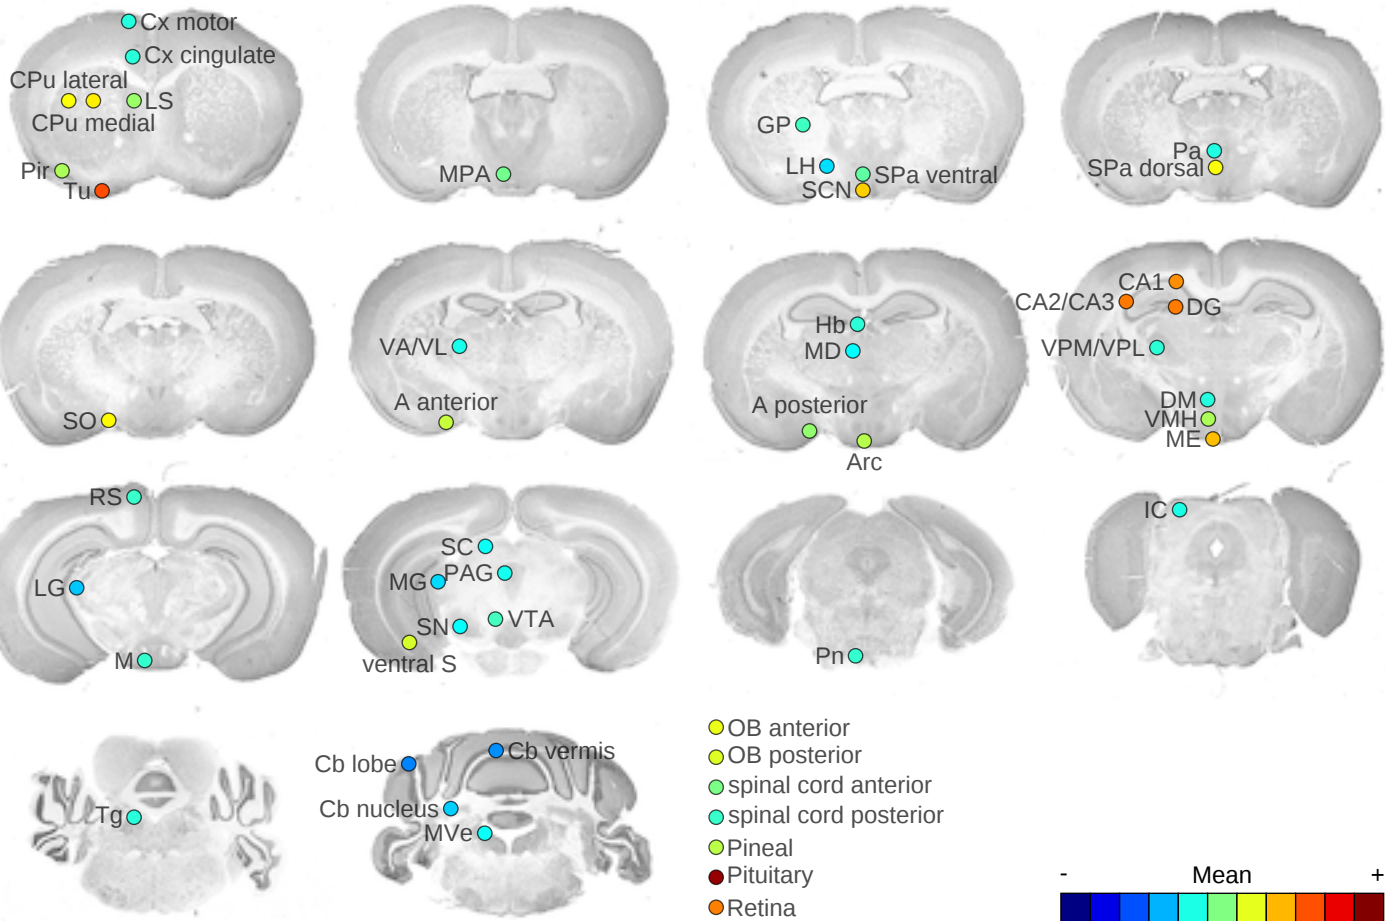 Cx motor
Cx cingulate
CPu lateral
LS
CPu medial
Pir
Tu
MPA
GP
LH
SPa ventral
SCN
Pa
SPa dorsal
SO
VA/VL
A anterior
Hb
MD
A posterior
Arc
CA1
CA2/CA3
DG
VPM/VPL
DM
VMH
ME
RS
LG
M
SC
MG
PAG
SN
VTA
ventral S
Pn
IC
Tg
Cb lobe
Cb vermis
Cb nucleus
MVe
OB anterior
OB posterior
spinal cord anterior
spinal cord posterior
Pineal
Pituitary
Retina
- Mean +